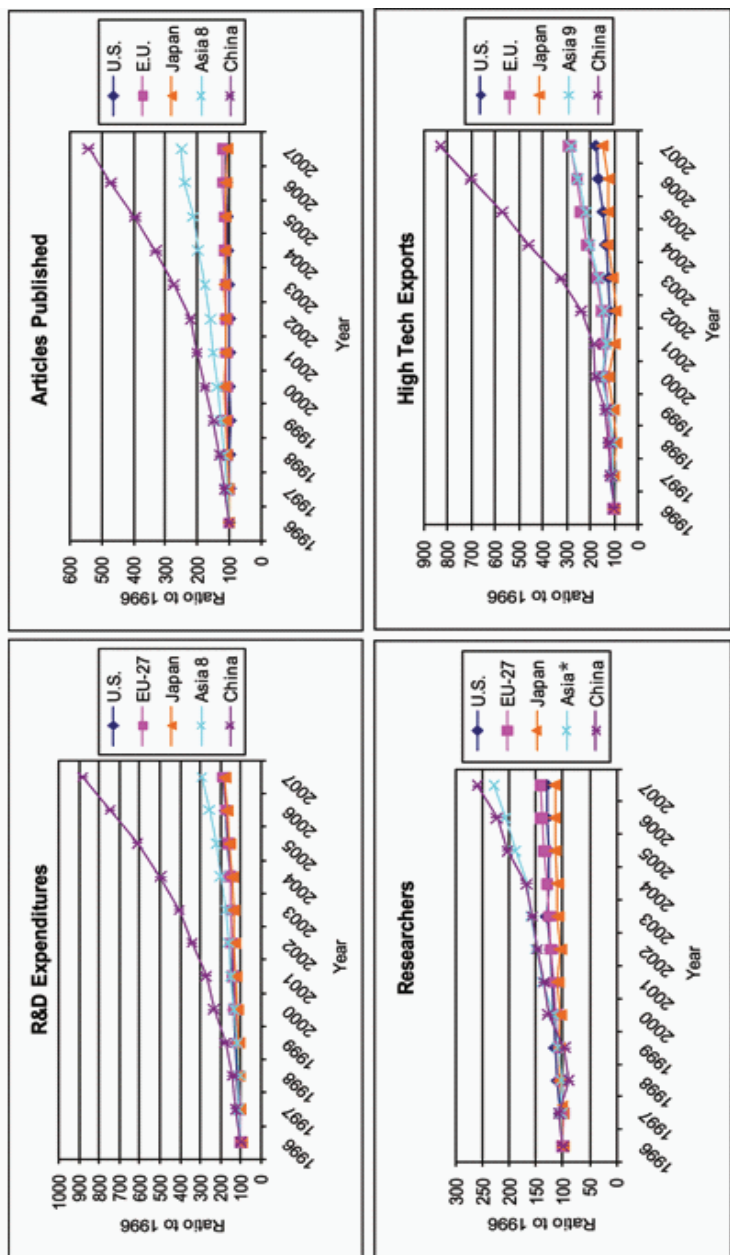 R&D Expenditures
1000
900
800
700
600
500
400
300
200
100
0
Ratio to 1996
1996
1997
1998
1999
2000
2001
2002
2003
2004
2005
2006
2007
Year
U.S.
EU-27
Japan
Asia 8
China
Articles Published
600
500
400
300
200
100
0
Ratio to 1996
1996
1997
1998
1999
2000
2001
2002
2003
2004
2005
2006
2007
Year
U.S.
E.U.
Japan
Asia 8
China
Researchers
300
250
200
150
100
50
0
Ratio to 1996
1996
1997
1998
1999
2000
2001
2002
2003
2004
2005
2006
2007
Year
U.S.
EU-27
Japan
Asia*
China
High Tech Exports
900
800
700
600
500
400
300
200
100
0
Ratio to 1996
1996
1997
1998
1999
2000
2001
2002
2003
2004
2005
2006
2007
Year
U.S.
E.U.
Japan
Asia 9
China